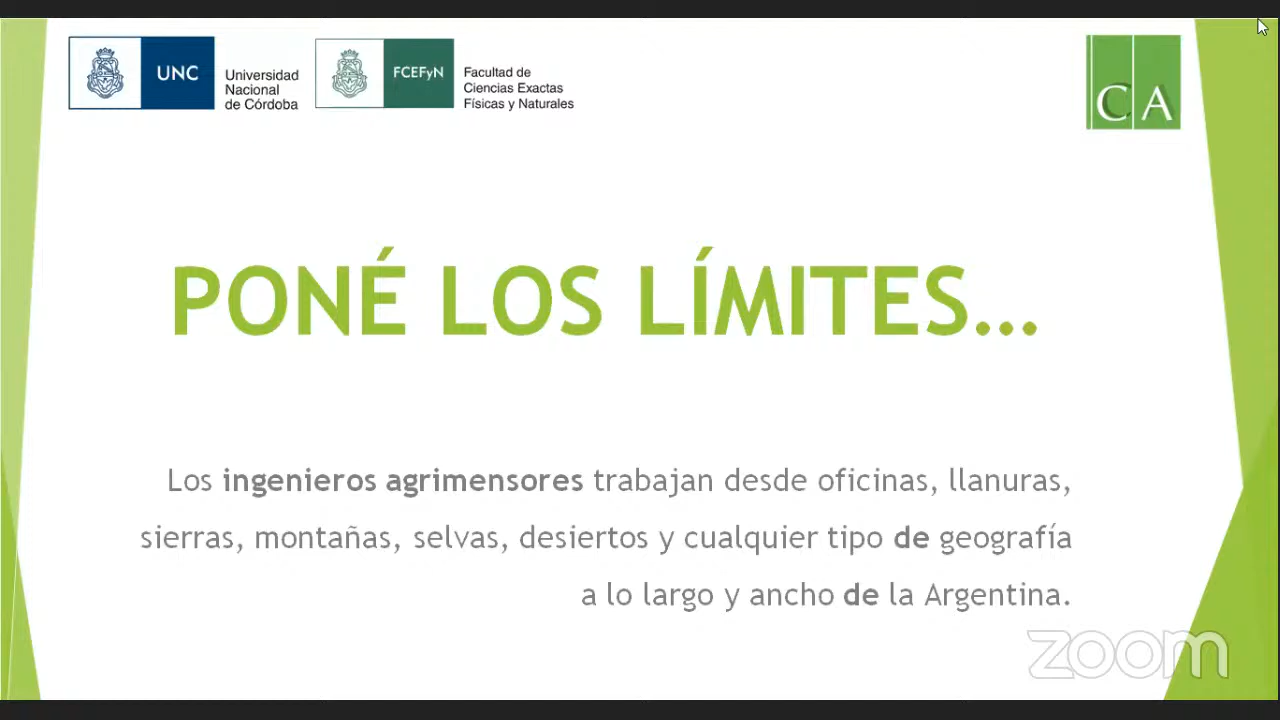 UNC
Universidad
Nacional
de Córdoba
FCEFyN
Facultad de
Ciencias Exactas
Físicas y Naturales
CA
PONÉ LOS LÍMITES...
Los ingenieros agrimensores trabajan desde oficinas, llanuras,
sierras, montañas, selvas, desiertos y cualquier tipo de geografía
a lo largo y ancho de la Argentina.
zoom